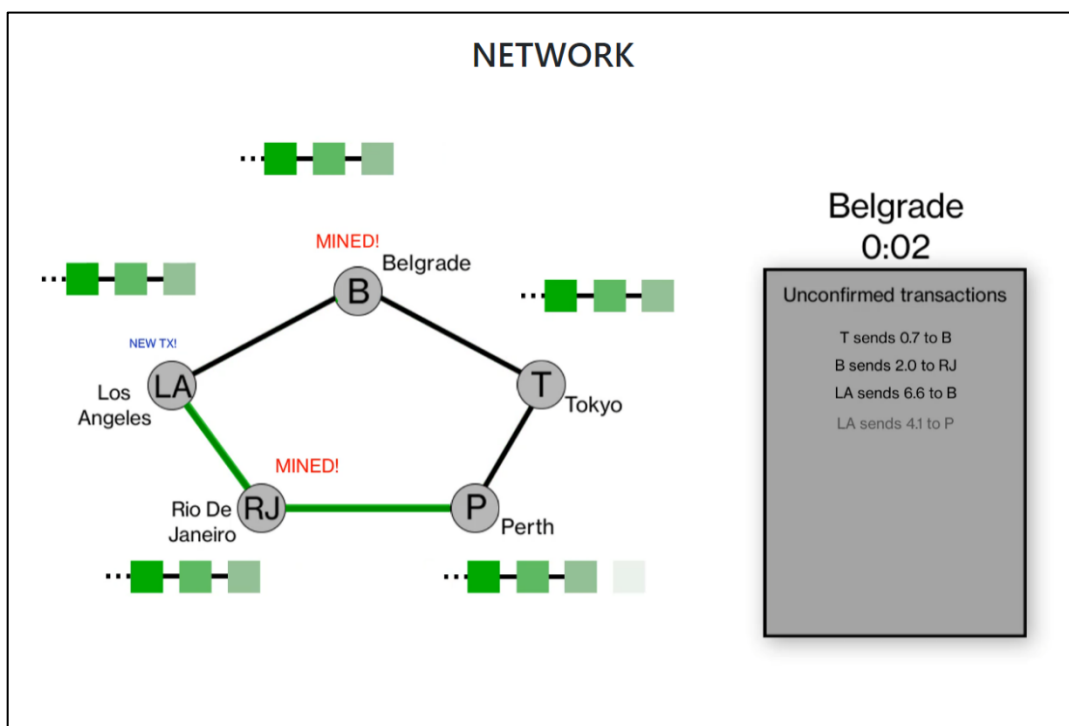 NETWORK
MINED!
Belgrade
B
NEW TX!
LA
Los
Angeles
T
Tokyo
MINED!
RJ
Rio De
Janeiro
P
Perth
Belgrade
0:02
Unconfirmed transactions
T sends 0.7 to B
B sends 2.0 to RJ
LA sends 6.6 to B
LA sends 4.1 to P